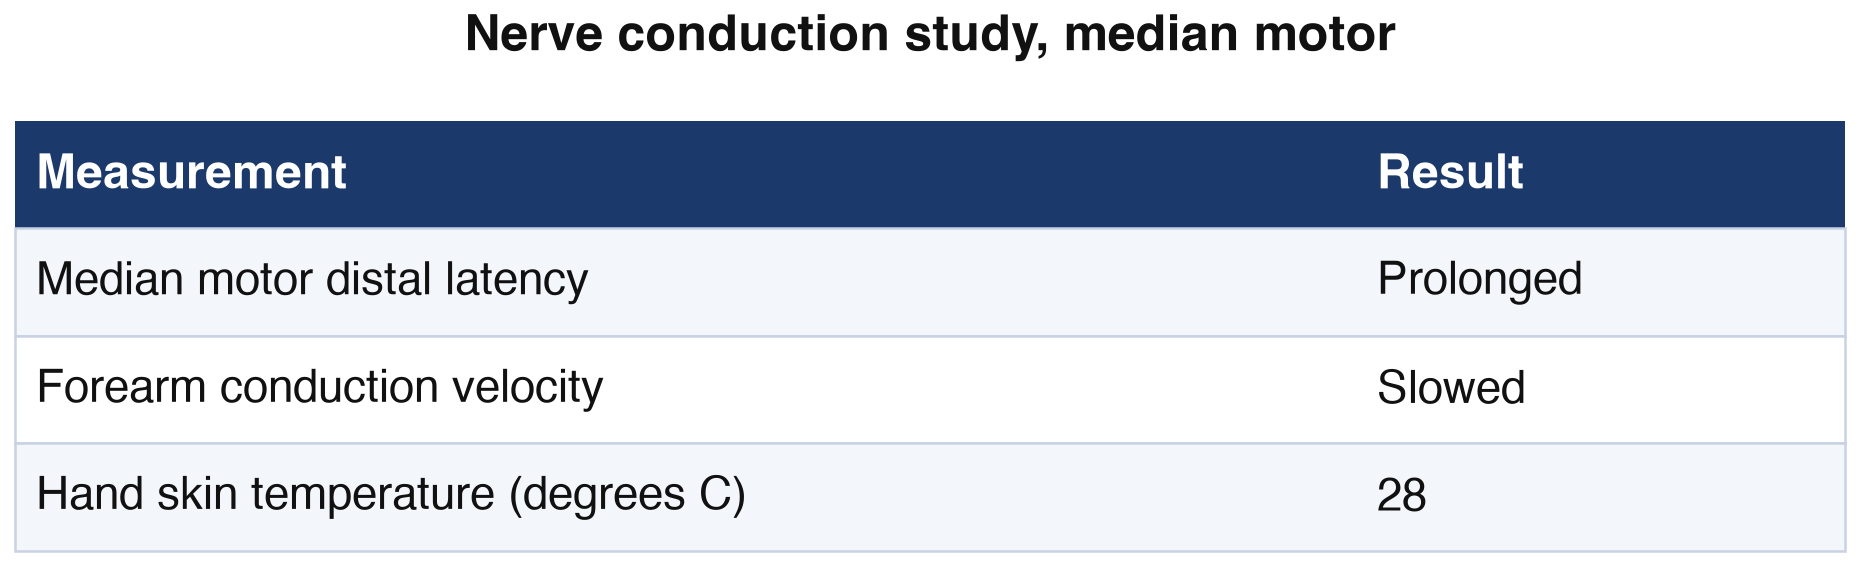 Nerve conduction study, median motor
Measurement Result
Median motor distal latency Prolonged
Forearm conduction velocity Slowed
Hand skin temperature (degrees C) 28